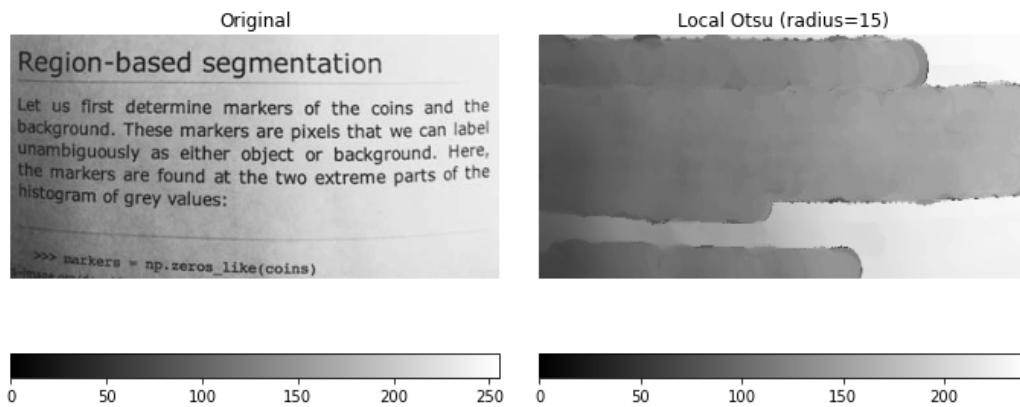 Original
Region-based segmentation
Let us first determine markers of the coins and the
background. These markers are pixels that we can label
unambiguously as either object or background. Here,
the markers are found at the two extreme parts of the
histogram of grey values:
>>> markers = np.zeros_like(coins)
0 50 100 150 200 250
Local Otsu (radius=15)
0 50 100 150 200